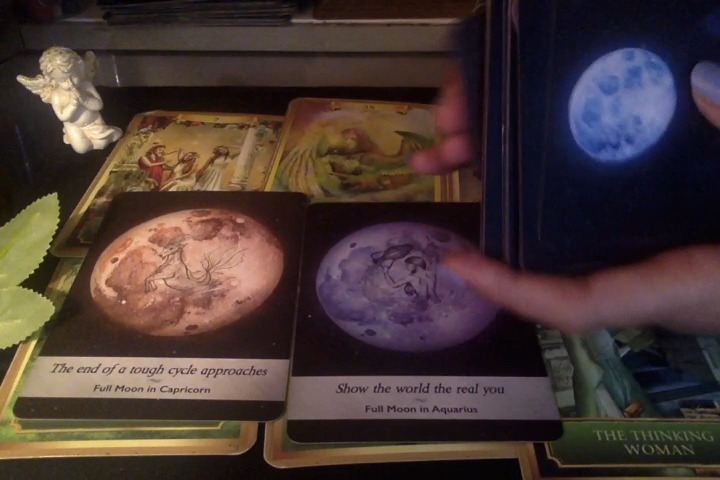 The end of a tough cycle approaches
Full Moon in Capricorn
Show the world the real you
Full Moon in Aquarius
THE THINKING
WOMAN